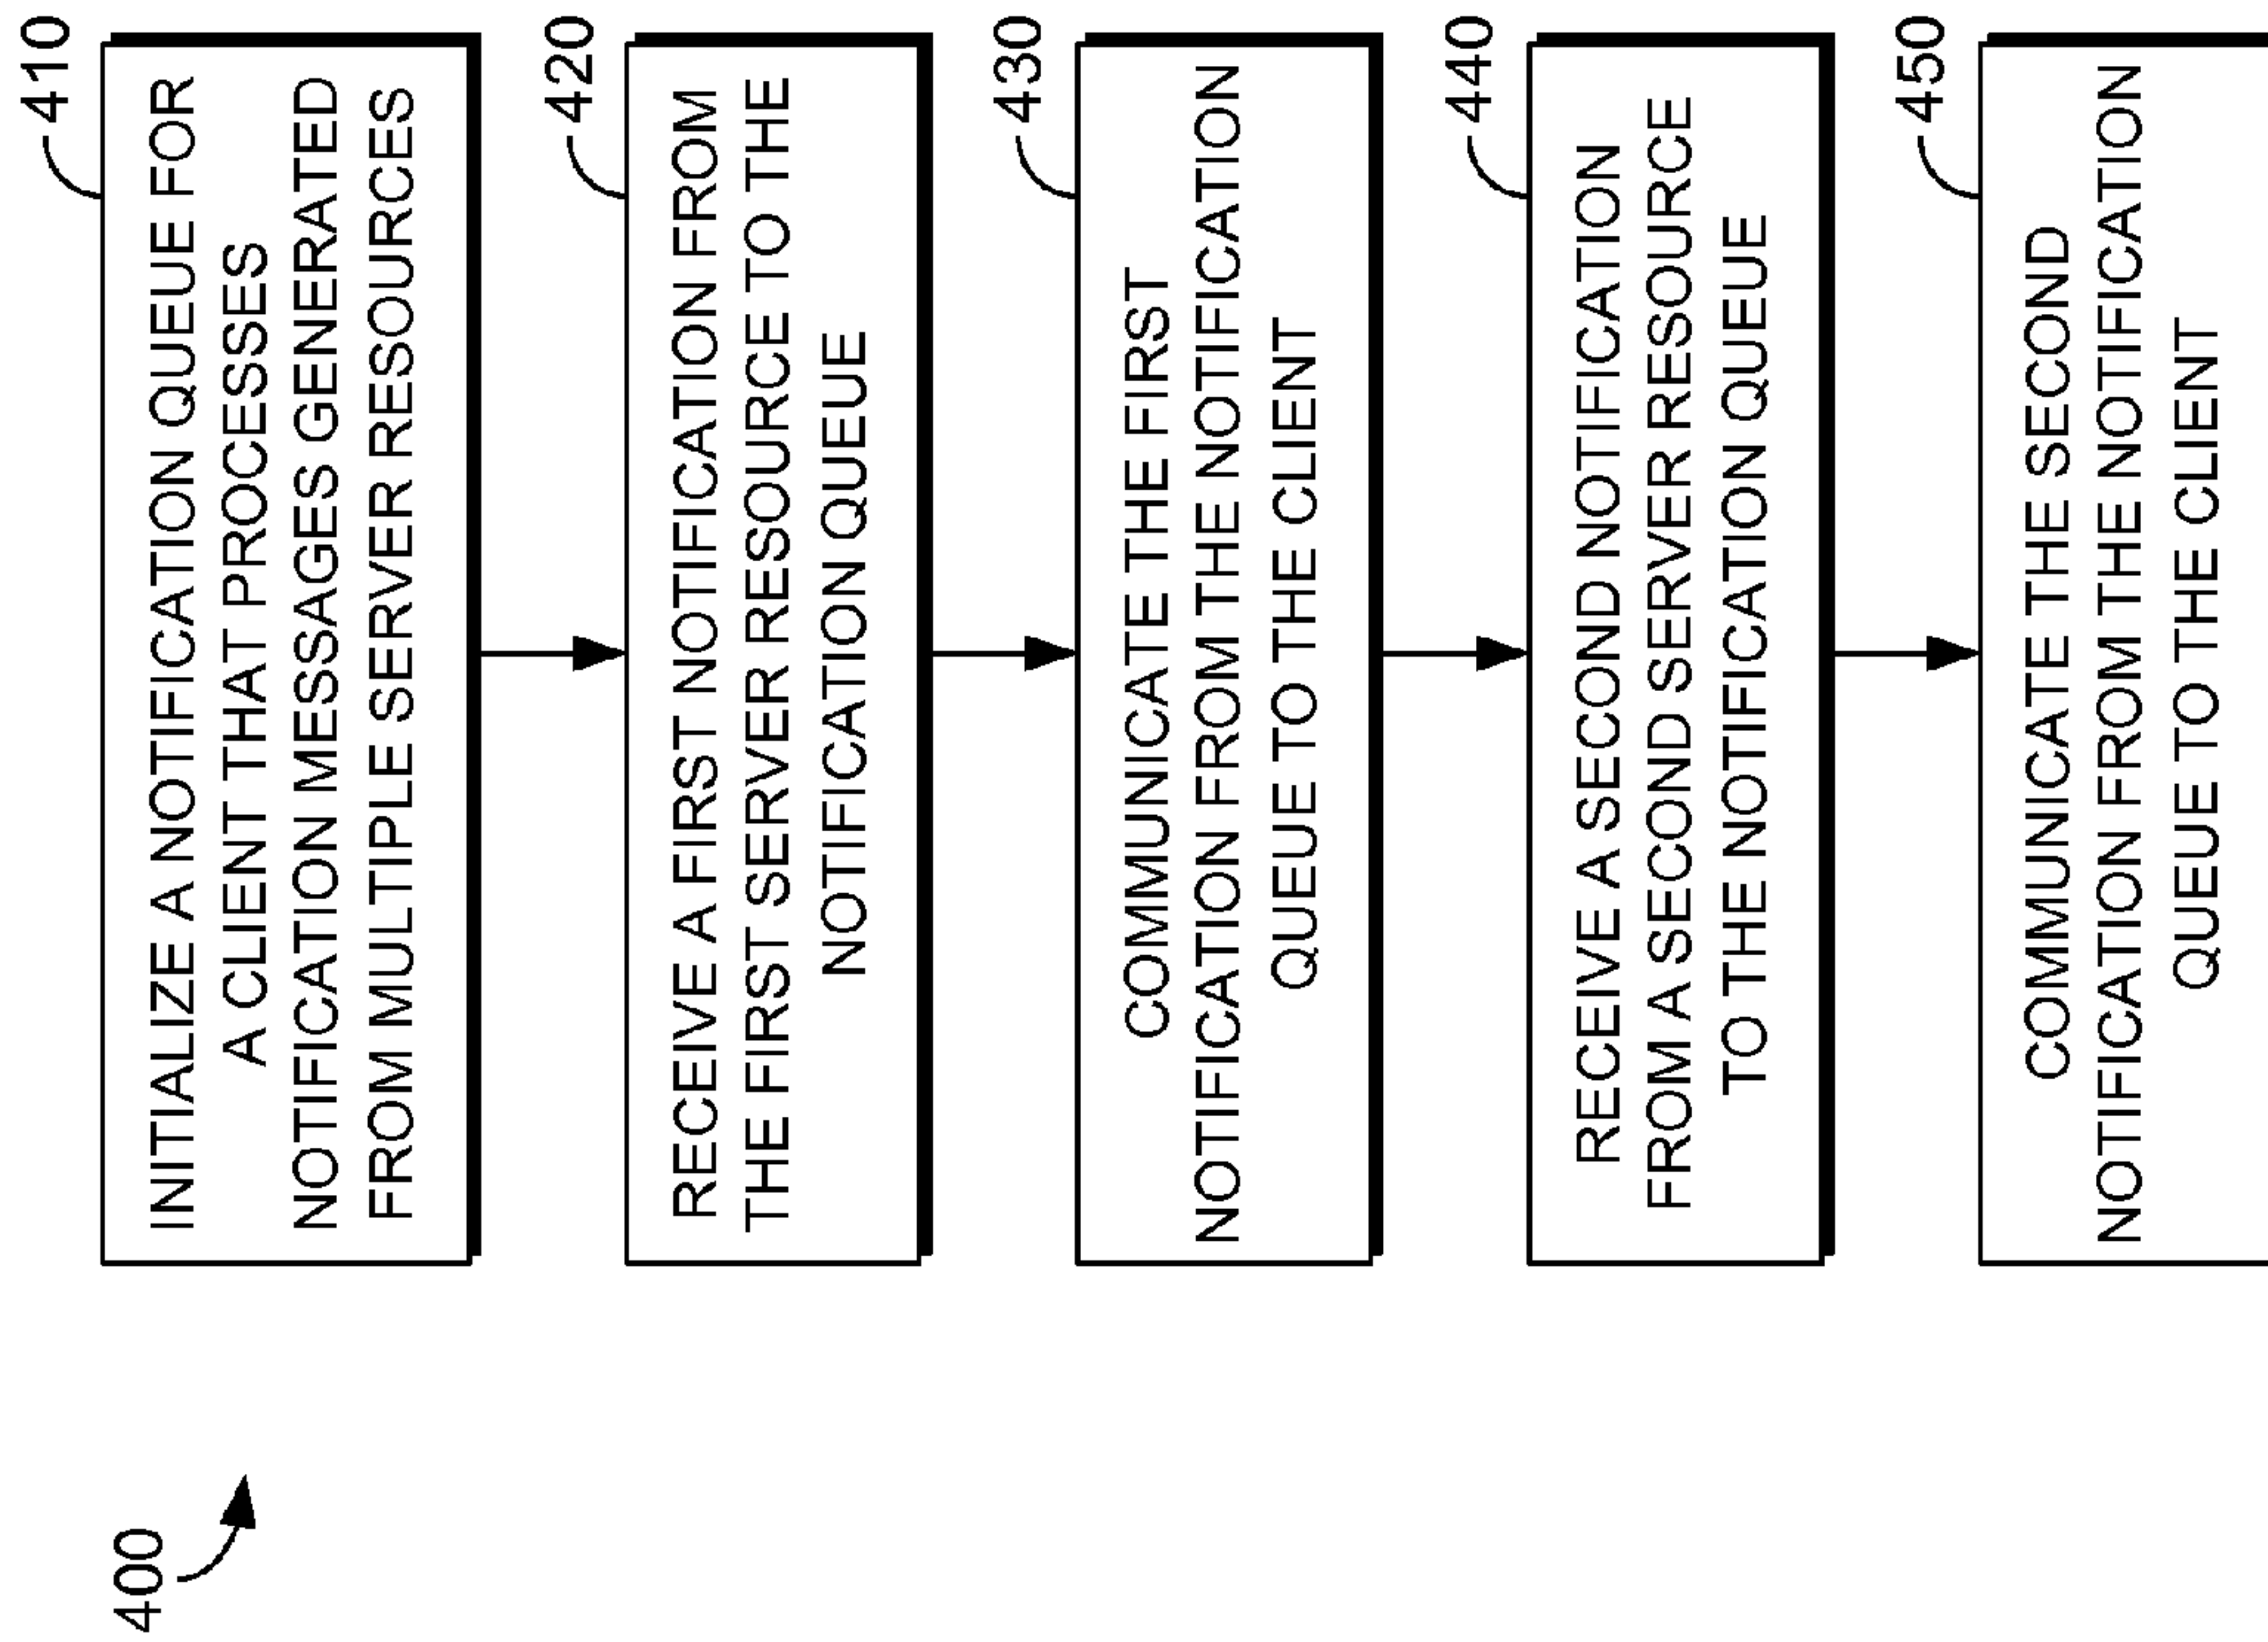 400
410
INITIALIZE A NOTIFICATION QUEUE FOR
A CLIENT THAT PROCESSES
NOTIFICATION MESSAGES GENERATED
FROM MULTIPLE SERVER RESOURCES
420
RECEIVE A FIRST NOTIFICATION FROM
THE FIRST SERVER RESOURCE TO THE
NOTIFICATION QUEUE
430
COMMUNICATE THE FIRST
NOTIFICATION FROM THE NOTIFICATION
QUEUE TO THE CLIENT
440
RECEIVE A SECOND NOTIFICATION
FROM A SECOND SERVER RESOURCE
TO THE NOTIFICATION QUEUE
450
COMMUNICATE THE SECOND
NOTIFICATION FROM THE NOTIFICATION
QUEUE TO THE CLIENT